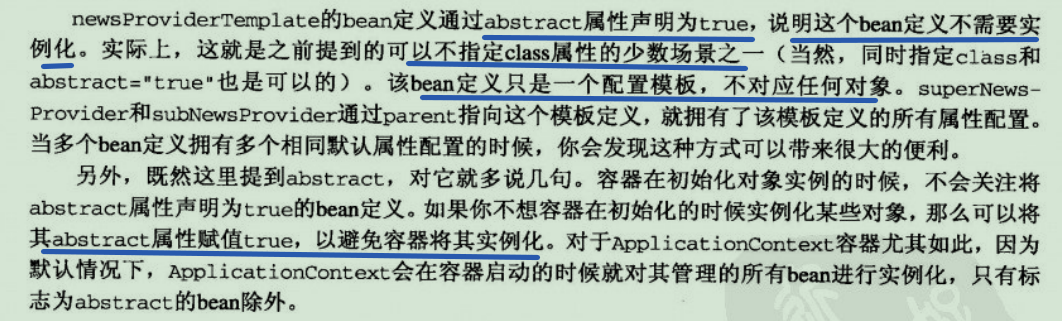 newsProviderTemplate的bean定义通过abstract属性声明为true，说明这个bean定义不需要实
例化。实际上，这就是之前提到的可以不指定class属性的少数场景之一（当然，同时指定class和
abstract="true"也是可以的）。该bean定义只是一个配置模板，不对应任何对象。superNews-
Provider和subNewsProvider通过parent指向这个模板定义，就拥有了该模板定义的所有属性配置。
当多个bean定义拥有多个相同默认属性配置的时候，你会发现这种方式可以带来很大的便利。
另外，既然这里提到abstract，对它就多说几句。容器在初始化对象实例的时候，不会关注将
abstract属性声明为true的bean定义。如果你不想容器在初始化的时候实例化某些对象，那么可以将
其abstract属性赋值true，以避免容器将其实例化。对于ApplicationContext容器尤其如此，因为
默认情况下，ApplicationContext会在容器启动的时候就对其管理的所有bean进行实例化，只有标
志为abstract的bean除外。